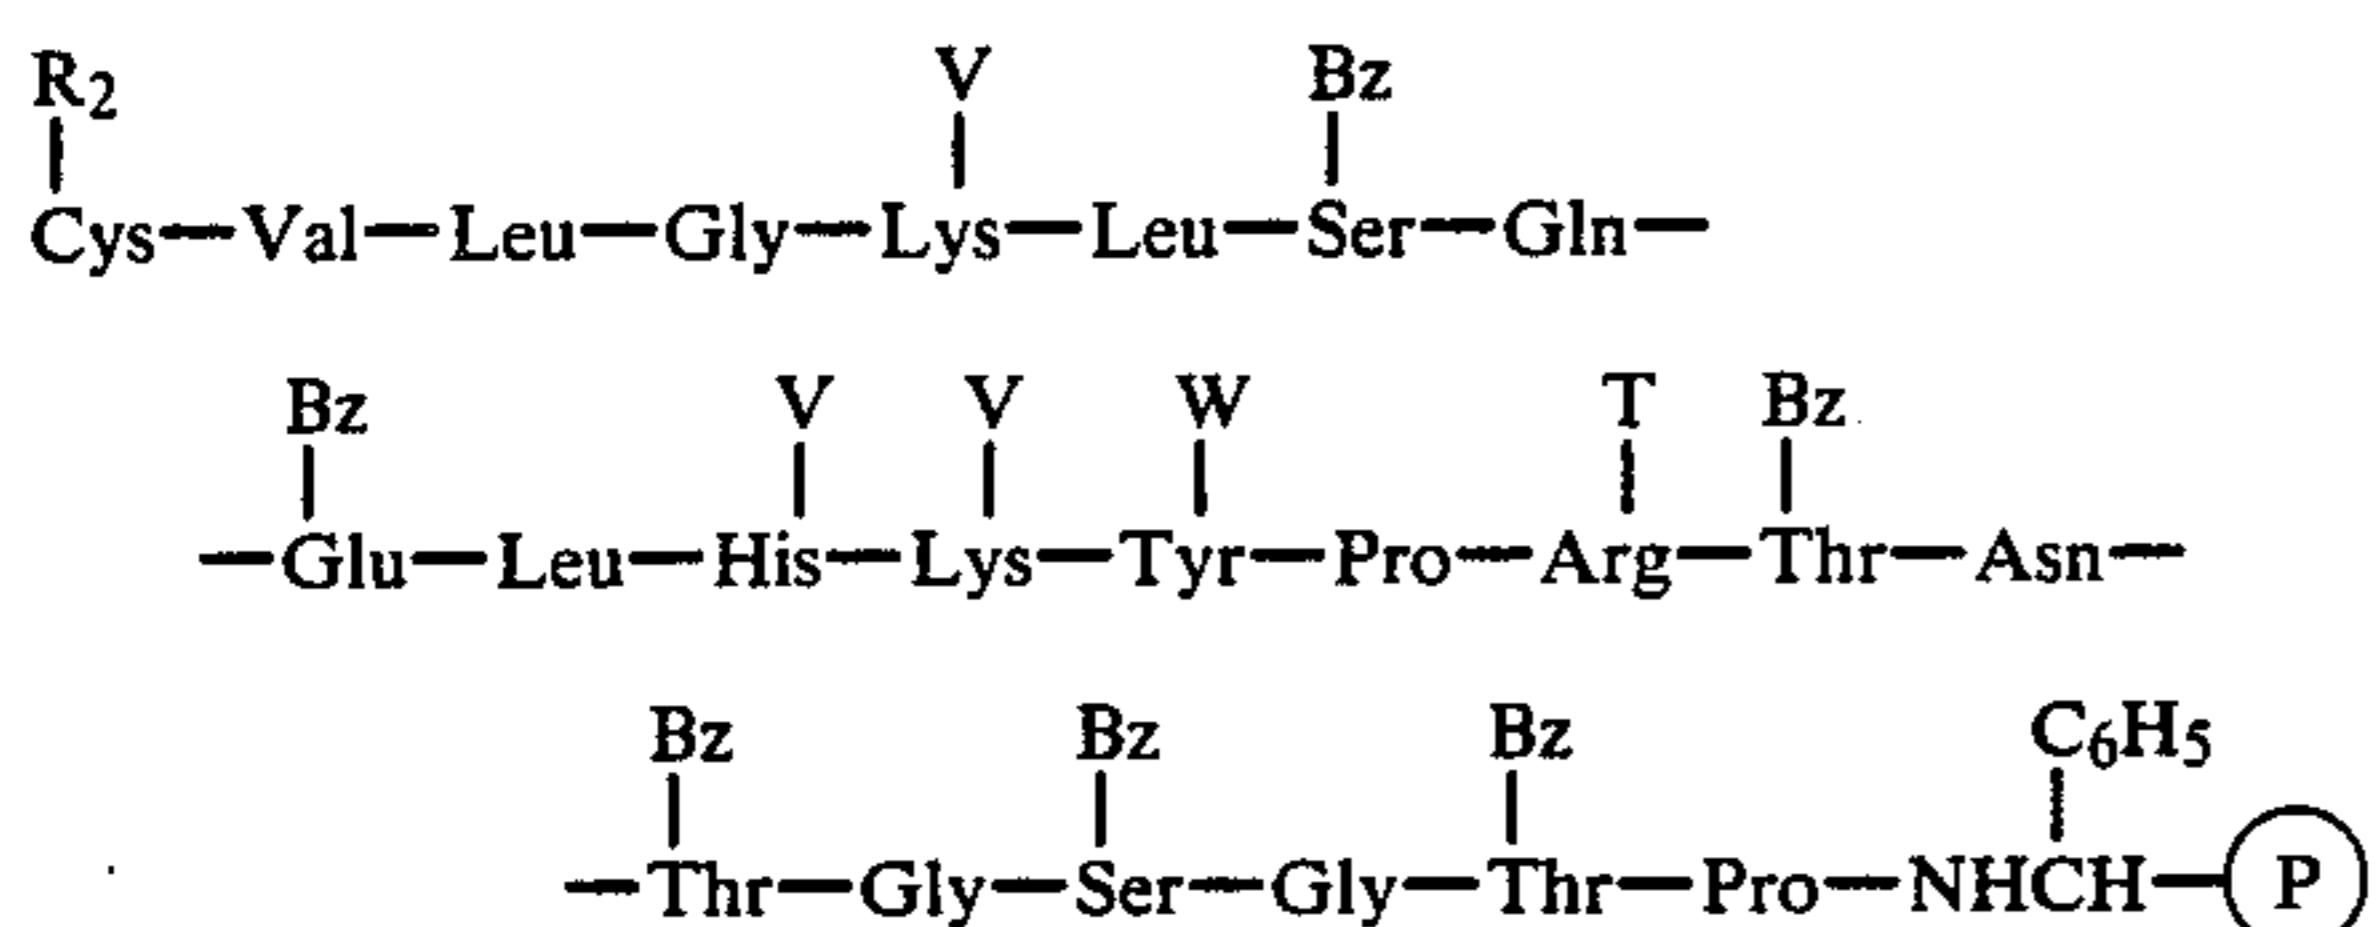 R₂ V Bz
Cys—Val—Leu—Gly—Lys—Leu—Ser—Gln—
Bz V V W T Bz
—Glu—Leu—His—Lys—Tyr—Pro—Arg—Thr—Asn—
Bz Bz Bz C₆H₅
—Thr—Gly—Ser—Gly—Thr—Pro—NHCH—P